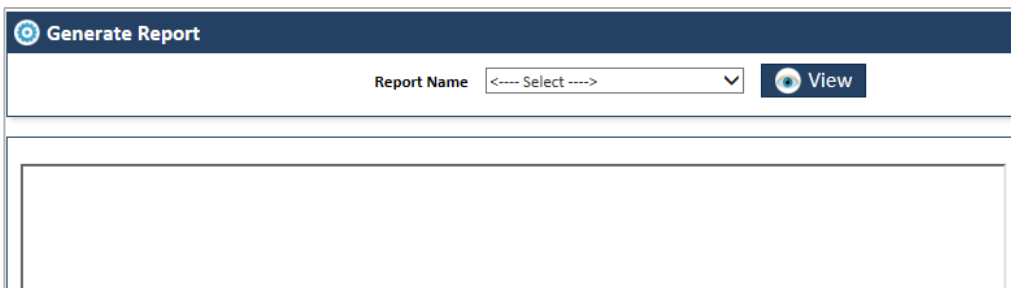 Generate Report
Report Name <---- Select ----> View